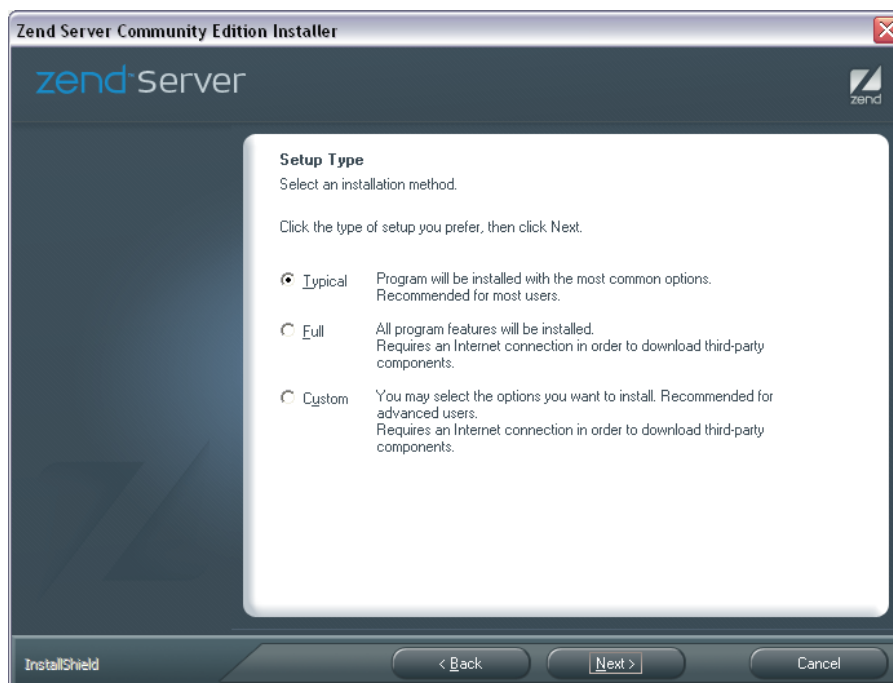 Zend Server Community Edition Installer
zend™ server
zend
Setup Type
Select an installation method.
Click the type of setup you prefer, then click Next.
Typical Program will be installed with the most common options.
Recommended for most users.
Full All program features will be installed.
Requires an Internet connection in order to download third-party
components.
Custom You may select the options you want to install. Recommended for
advanced users.
Requires an Internet connection in order to download third-party
components.
InstallShield
< Back Next > Cancel